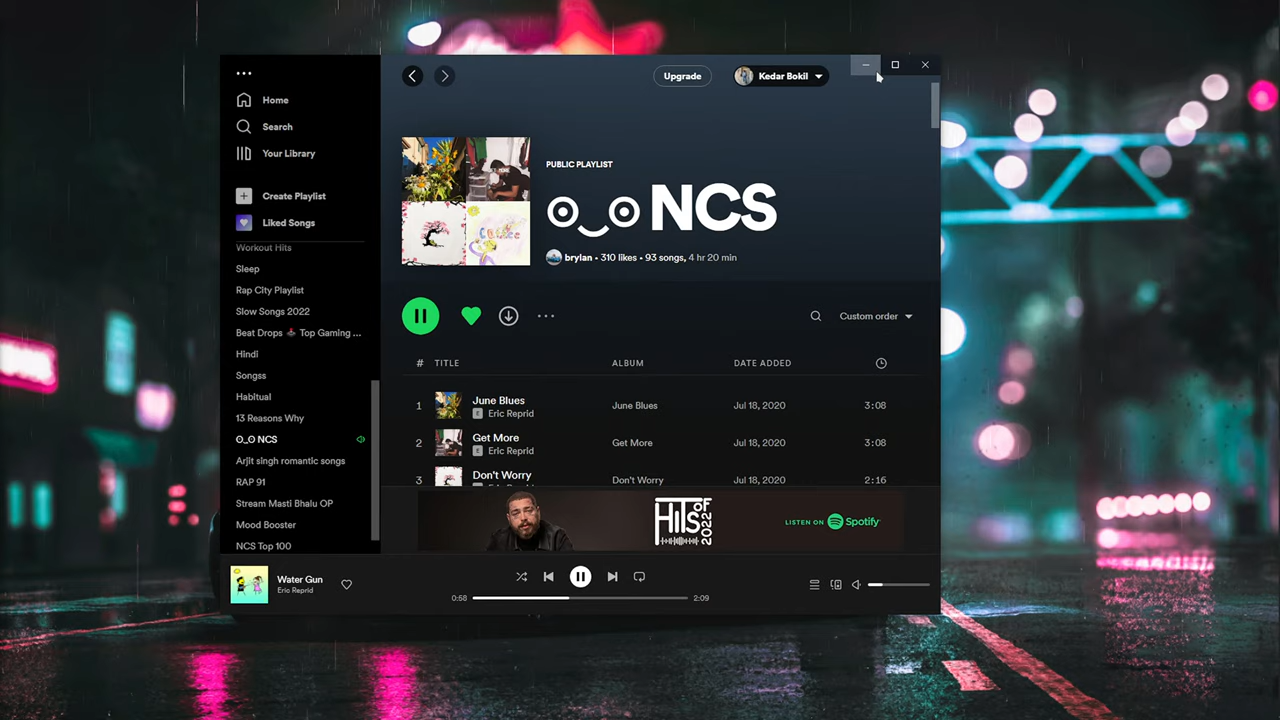 Home
Search
Your Library
Create Playlist
Liked Songs
Workout Hits
Sleep
Rap City Playlist
Slow Songs 2022
Beat Drops 🕹️ Top Gaming ...
Hindi
Songss
Habitual
13 Reasons Why
ʘ‿ʘ NCS
Arjit singh romantic songs
RAP 91
Stream Masti Bhalu OP
Mood Booster
NCS Top 100
Upgrade
Kedar Bokil
PUBLIC PLAYLIST
ʘ‿ʘ NCS
brylan • 310 likes • 93 songs, 4 hr 20 min
Custom order
# TITLE ALBUM DATE ADDED
1 June Blues June Blues Jul 18, 2020 3:08
E Eric Reprid
2 Get More Get More Jul 18, 2020 3:08
E Eric Reprid
3 Don't Worry Don't Worry Jul 18, 2020 2:16
Eric Reprid
HITS OF 2022
LISTEN ON Spotify
Water Gun
Eric Reprid
0:58 2:09